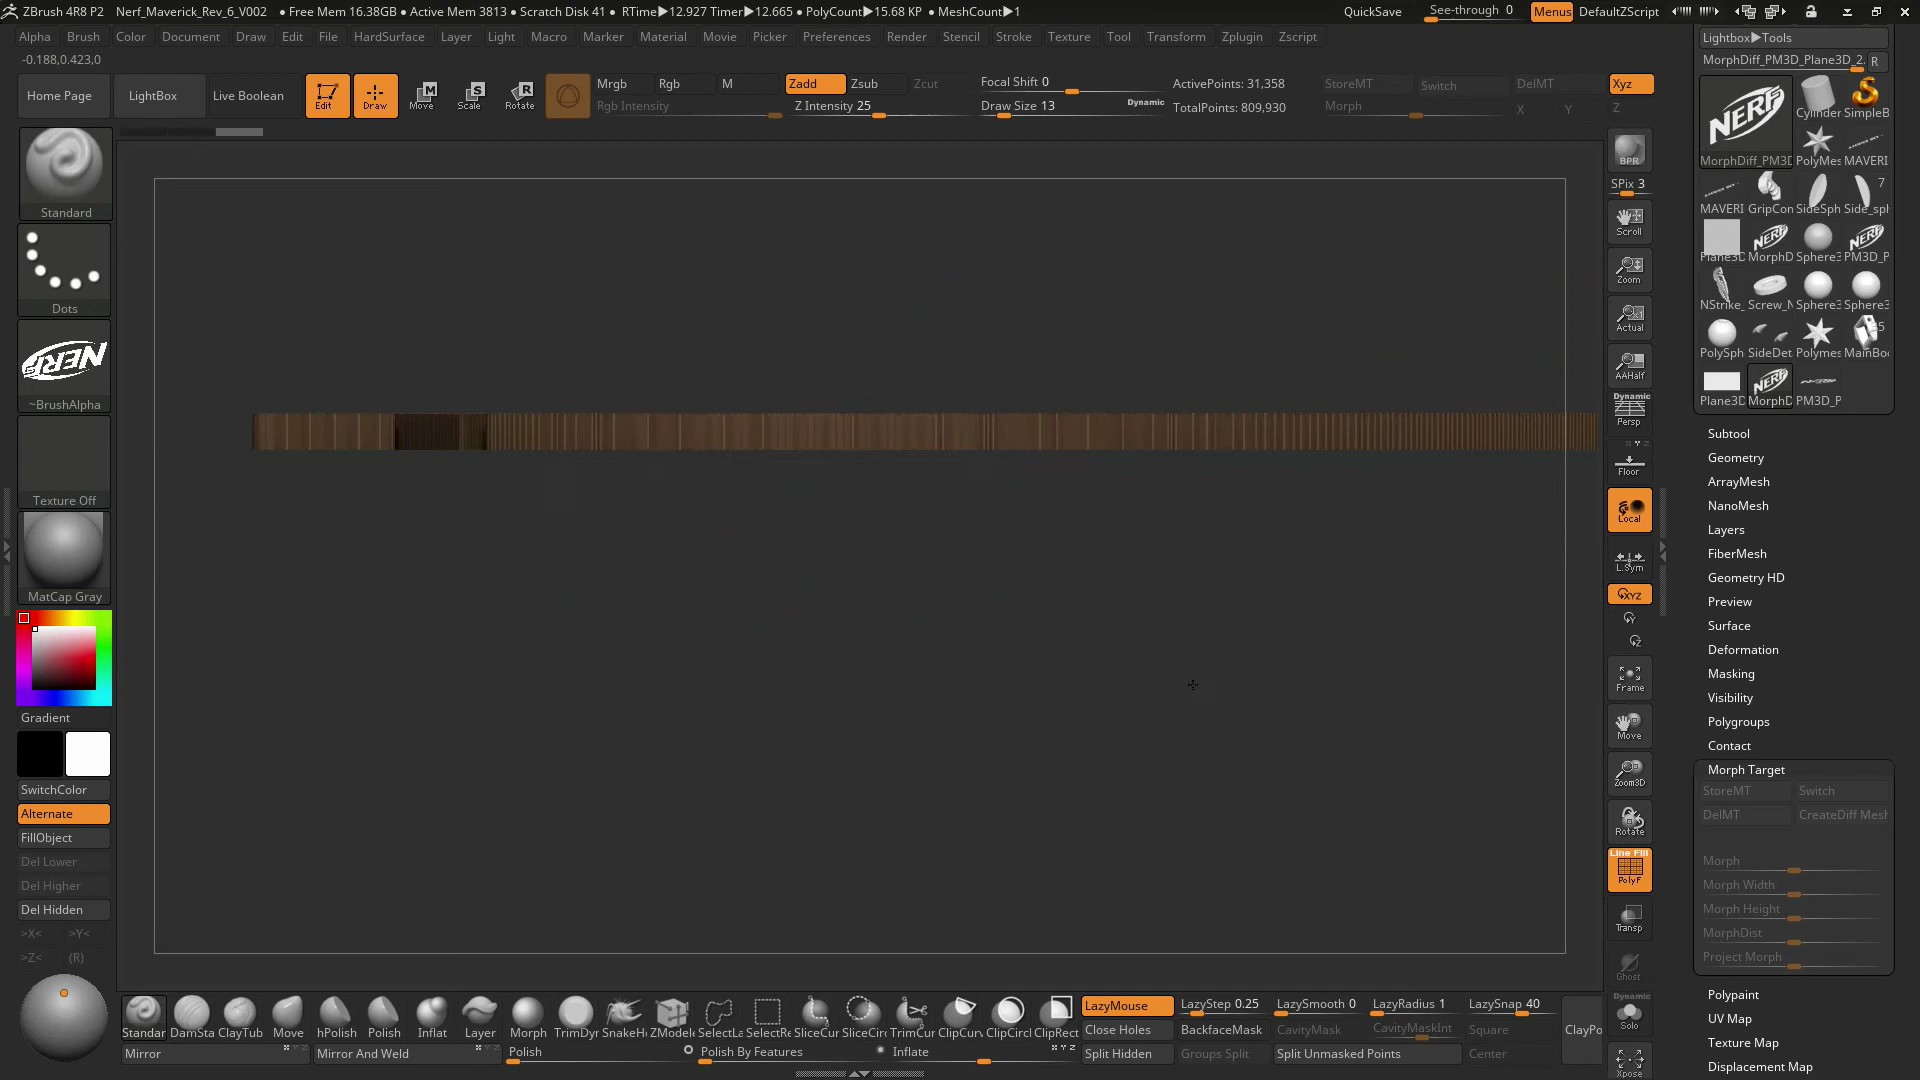 ZBrush 4R8 P2 Nerf_Maverick_Rev_6_V002 • Free Mem 16.38GB • Active Mem 3813 • Scratch Disk 41 • RTime▶12.927 Timer▶12.665 • PolyCount▶15.68 KP • MeshCount▶1 QuickSave See-through 0 Menus DefaultZScript
Alpha Brush Color Document Draw Edit File HardSurface Layer Light Macro Marker Material Movie Picker Preferences Render Stencil Stroke Texture Tool Transform Zplugin Zscript
-0.188,0.423,0
Home Page LightBox Live Boolean Edit Draw Move Scale Rotate
Mrgb Rgb M Zadd Zsub Zcut Focal Shift 0 ActivePoints: 31,358 StoreMT Switch DelMT Xyz
Rgb Intensity Z Intensity 25 Draw Size 13 Dynamic TotalPoints: 809,930 Morph X Y Z
Standard
Dots
NERF
~BrushAlpha
Texture Off
MatCap Gray
Gradient
SwitchColor
Alternate
FillObject
Del Lower
Del Higher
Del Hidden
>X< >Y<
>Z< (R)
BPR
SPix 3
Scroll
Zoom
Actual
AAHalf
Dynamic
Persp
Floor
Local
L.Sym
XYZ
Y
Z
Frame
Move
Zoom3D
Rotate
Line Fill
PolyF
Transp
Ghost
Dynamic
Solo
Xpose
Lightbox▶Tools
MorphDiff_PM3D_Plane3D_2. R
NERF
MorphDiff_PM3D Cylinder SimpleB
PolyMes MAVERI
7
MAVERI GripCon SideSph Side_sph
Plane3D MorphD Sphere3 PM3D_P
NStrike_ Screw_N Sphere3 Sphere3
PolySph SideDet Polymes MainBod
Plane3D MorphD PM3D_P
Subtool
Geometry
ArrayMesh
NanoMesh
Layers
FiberMesh
Geometry HD
Preview
Surface
Deformation
Masking
Visibility
Polygroups
Contact
Morph Target
StoreMT Switch
DelMT CreateDiff Mesh
Morph
Morph Width
Morph Height
MorphDist
Project Morph
Polypaint
UV Map
Texture Map
Displacement Map
Standar DamSta ClayTub Move hPolish Polish Inflat Layer Morph TrimDyr SnakeH ZModel SelectLa SelectRe SliceCur SliceCirc TrimCur ClipCurv ClipCircl ClipRect
LazyMouse LazyStep 0.25 LazySmooth 0 LazyRadius 1 LazySnap 40
Close Holes BackfaceMask CavityMask CavityMaskInt Square ClayPo
Mirror Mirror And Weld Polish Polish By Features Inflate Split Hidden Groups Split Split Unmasked Points Center